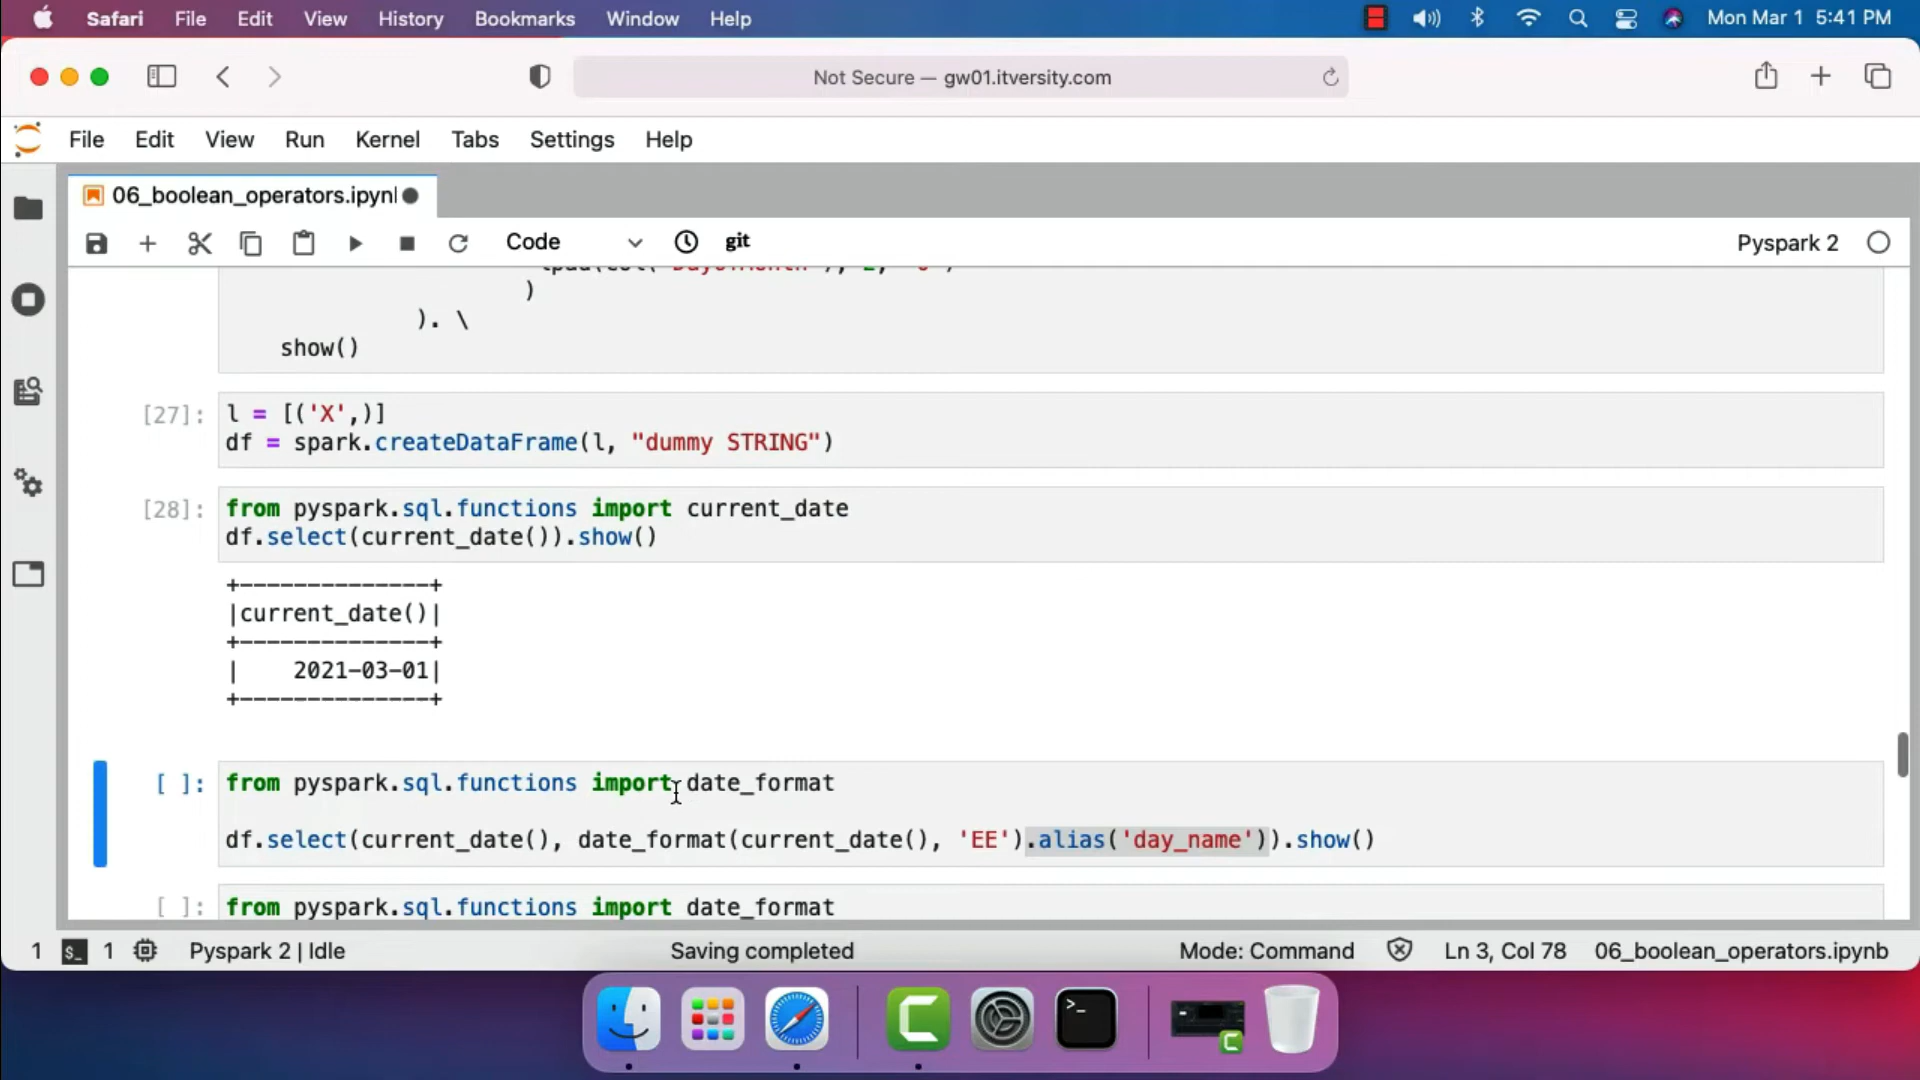 Safari File Edit View History Bookmarks Window Help Mon Mar 1 5:41 PM
Not Secure — gw01.itversity.com
File Edit View Run Kernel Tabs Settings Help
06_boolean_operators.ipynb
Code git Pyspark 2
)
). \
show()
[27]: l = [('X',)]
df = spark.createDataFrame(l, "dummy STRING")
[28]: from pyspark.sql.functions import current_date
df.select(current_date()).show()
+--------------+
|current_date()|
+--------------+
|    2021-03-01|
+--------------+
[ ]: from pyspark.sql.functions import date_format
df.select(current_date(), date_format(current_date(), 'EE').alias('day_name')).show()
[ ]: from pyspark.sql.functions import date_format
1 $_ 1 Pyspark 2 | Idle Saving completed Mode: Command Ln 3, Col 78 06_boolean_operators.ipynb